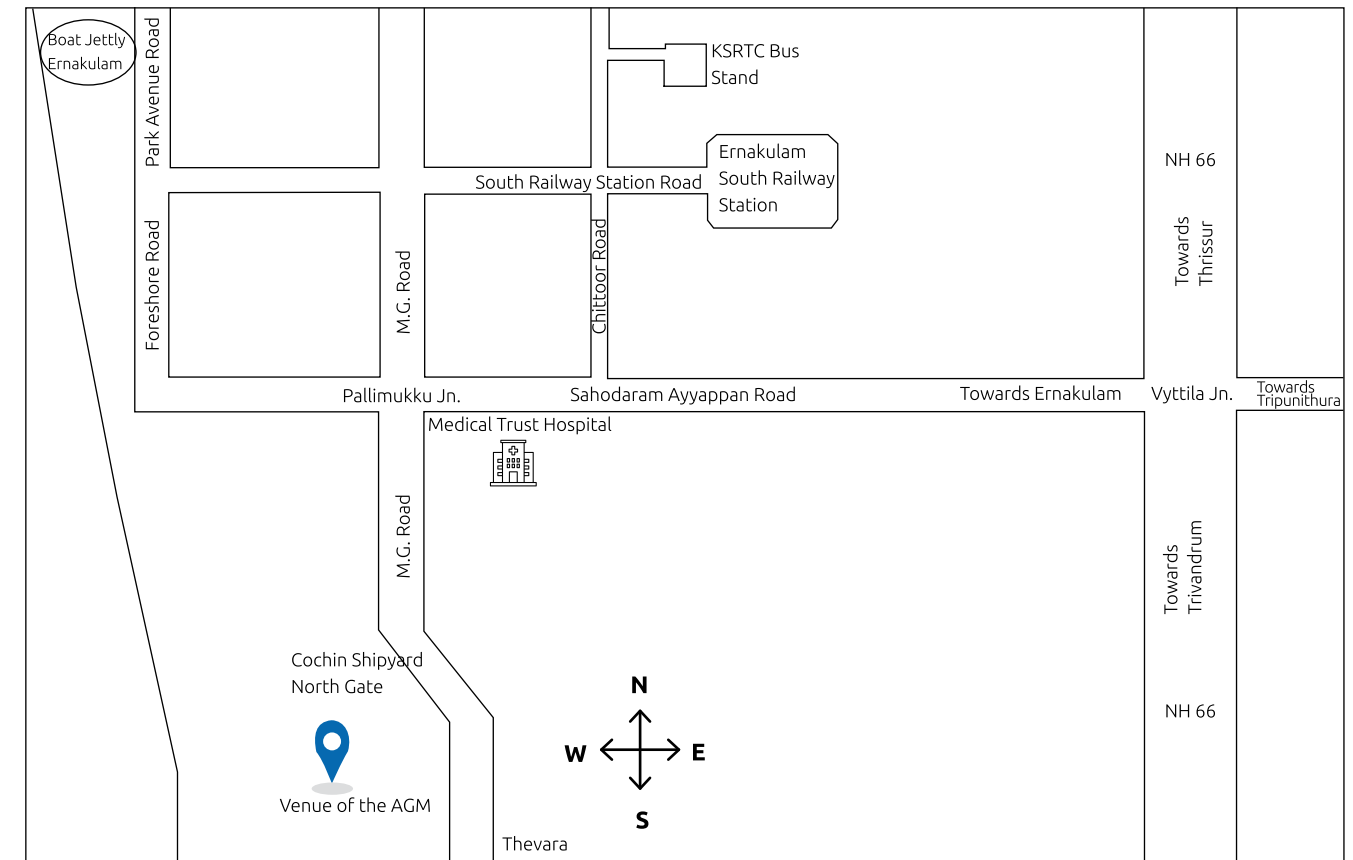 Boat Jettly
Ernakulam
Park Avenue Road
KSRTC Bus
Stand
Ernakulam
South Railway
Station
South Railway Station Road
NH 66
Towards
Thrissur
Foreshore Road
M.G. Road
Chittoor Road
Pallimukku Jn.
Sahodaram Ayyappan Road
Towards Ernakulam
Vyttila Jn.
Towards
Tripunithura
Medical Trust Hospital
M.G. Road
Towards
Trivandrum
Cochin Shipyard
North Gate
N
W
E
S
NH 66
Venue of the AGM
Thevara